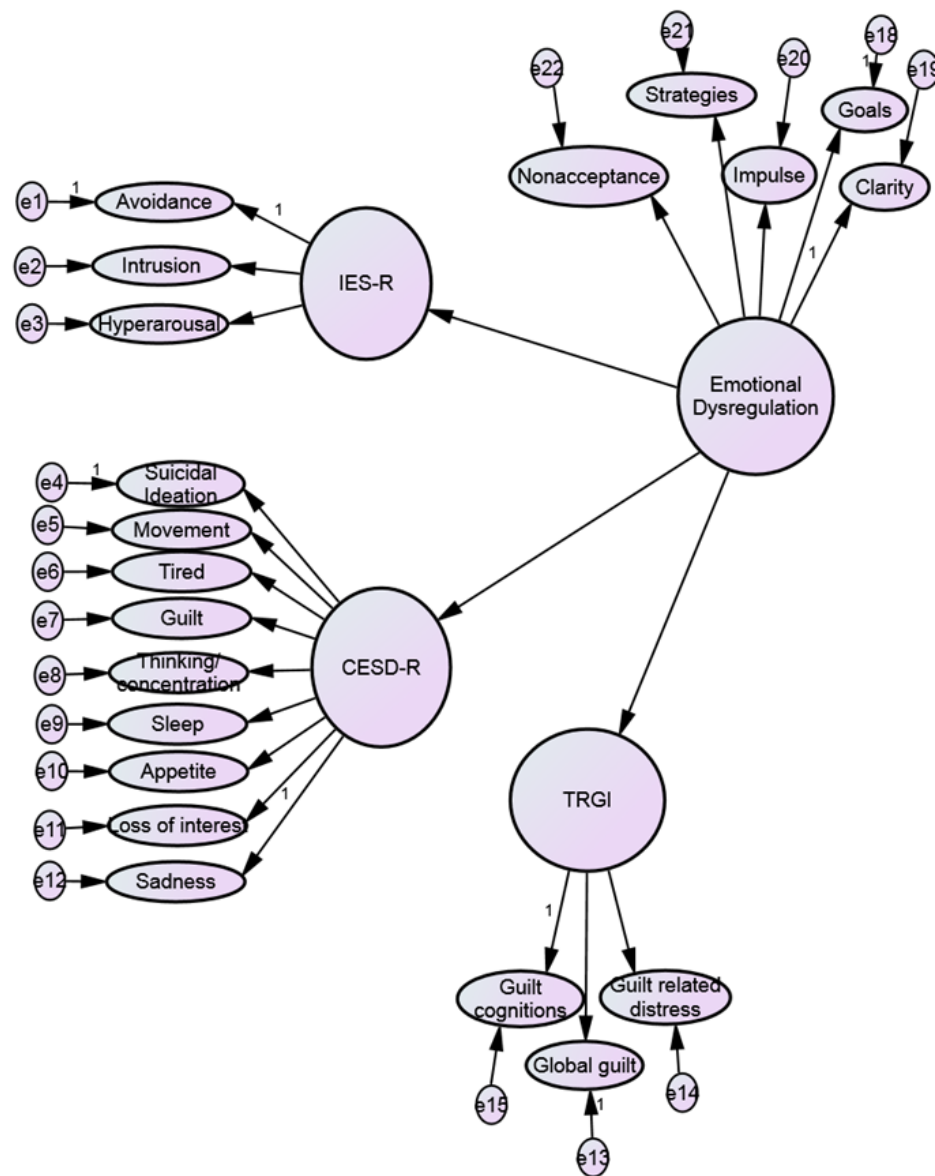 e21
e18
1
e22
e20
e19
Strategies
Goals
Nonacceptance
Impulse
Clarity
e1
1
Avoidance
1
e2
Intrusion
IES-R
1
e3
Hyperarousal
Emotional
Dysregulation
e4
1
Suicidal
Ideation
e5
Movement
e6
Tired
e7
Guilt
e8
Thinking/
concentration
CESD-R
e9
Sleep
e10
Appetite
1
e11
Loss of interest
e12
Sadness
TRGI
1
Guilt
cognitions
Guilt related
distress
Global guilt
e15
1
e14
e13